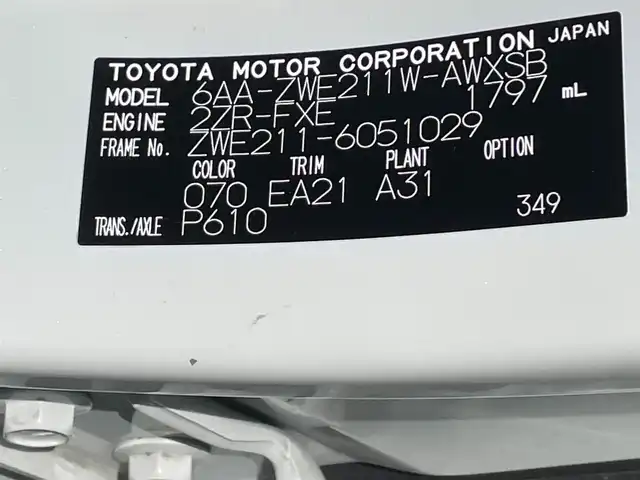 TOYOTA MOTOR CORPORATION JAPAN
MODEL 6AA-ZWE211W-AWXSB
ENGINE 2ZR-FXE 1797 mL
FRAME No. ZWE211-6051029
COLOR TRIM PLANT OPTION
070 EA21 A31
TRANS./AXLE P610 349